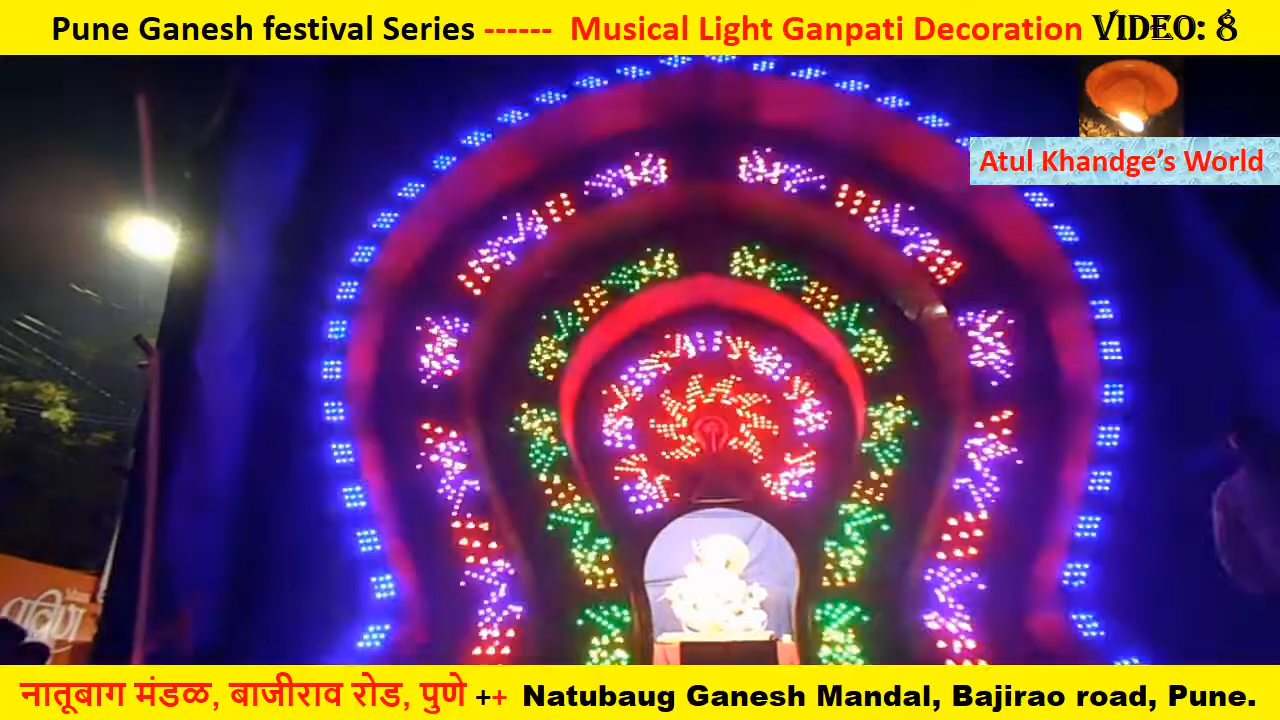 Pune Ganesh festival Series ------ Musical Light Ganpati Decoration VIDEO: 8
Atul Khandge's World
नातूबाग मंडळ, बाजीराव रोड, पुणे ++ Natubaug Ganesh Mandal, Bajirao road, Pune.